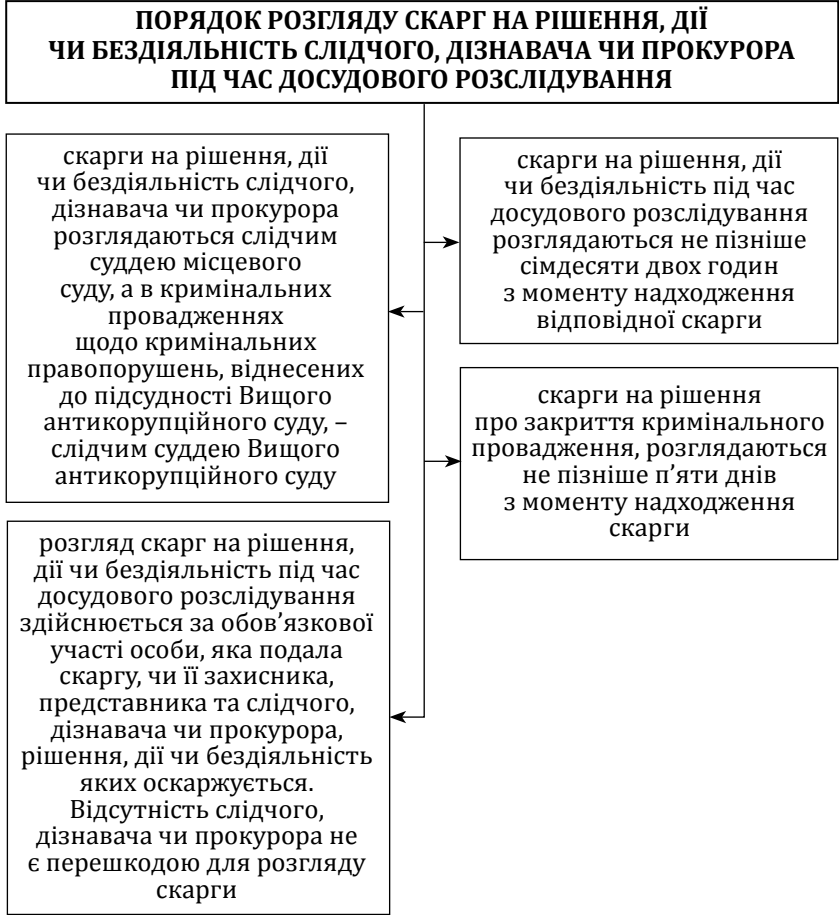 ПОРЯДОК РОЗГЛЯДУ СКАРГ НА РІШЕННЯ, ДІЇ
ЧИ БЕЗДІЯЛЬНІСТЬ СЛІДЧОГО, ДІЗНАВАЧА ЧИ ПРОКУРОРА
ПІД ЧАС ДОСУДОВОГО РОЗСЛІДУВАННЯ
скарги на рішення, дії
чи бездіяльність слідчого,
дізнавача чи прокурора
розглядаються слідчим
суддею місцевого
суду, а в кримінальних
провадженнях
щодо кримінальних
правопорушень, віднесених
до підсудності Вищого
антикорупційного суду, –
слідчим суддею Вищого
антикорупційного суду
скарги на рішення, дії
чи бездіяльність під час
досудового розслідування
розглядаються не пізніше
сімдесяти двох годин
з моменту надходження
відповідної скарги
скарги на рішення
про закриття кримінального
провадження, розглядаються
не пізніше п’яти днів
з моменту надходження
скарги
розгляд скарг на рішення,
дії чи бездіяльність під час
досудового розслідування
здійснюється за обов’язкової
участі особи, яка подала
скаргу, чи її захисника,
представника та слідчого,
дізнавача чи прокурора,
рішення, дії чи бездіяльність
яких оскаржується.
Відсутність слідчого,
дізнавача чи прокурора не
є перешкодою для розгляду
скарги